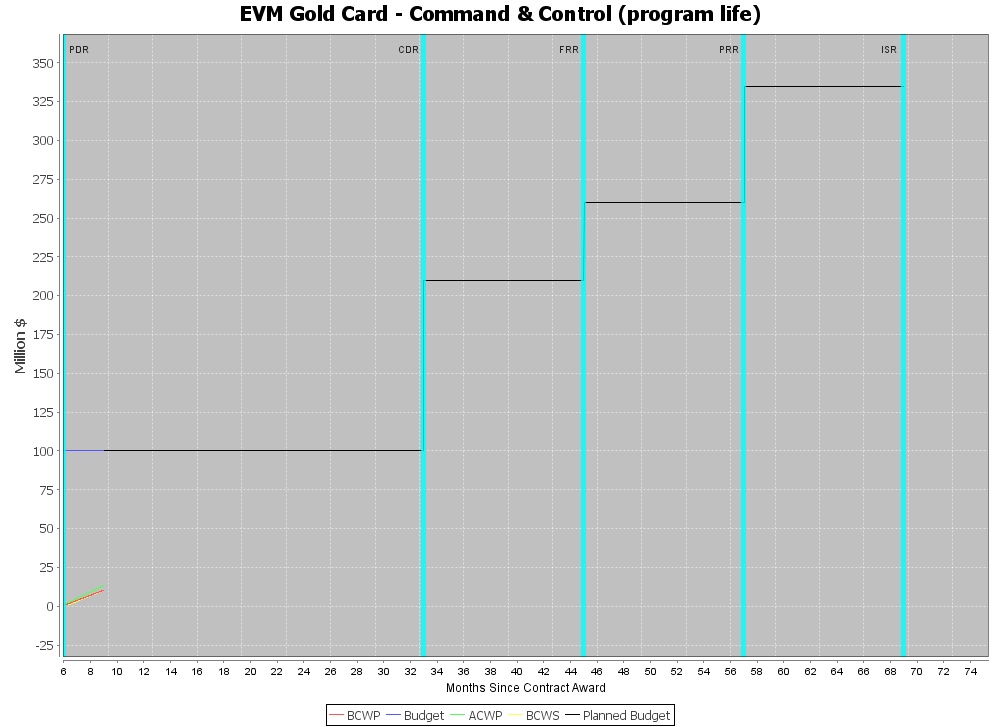 EVM Gold Card - Command & Control (program life)
PDR CDR FRR PRR ISR
350
325
300
275
250
225
200
175
150
125
100
75
50
25
0
-25
Million $
6 8 10 12 14 16 18 20 22 24 26 28 30 32 34 36 38 40 42 44 46 48 50 52 54 56 58 60 62 64 66 68 70 72 74
Months Since Contract Award
BCWP Budget ACWP BCWS Planned Budget